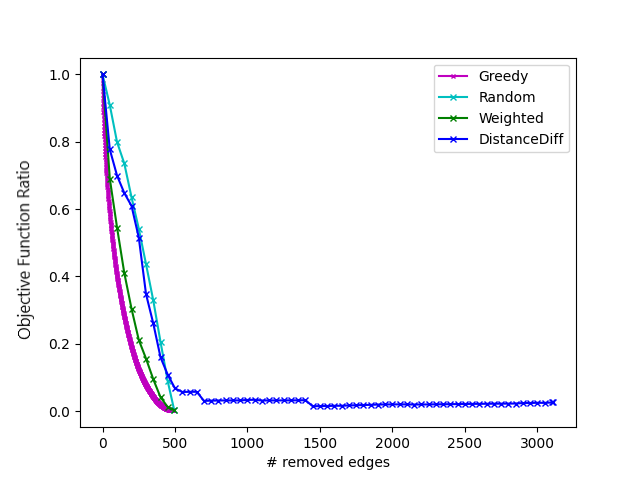 Greedy
Random
Weighted
DistanceDiff
Objective Function Ratio
1.0
0.8
0.6
0.4
0.2
0.0
0 500 1000 1500 2000 2500 3000
# removed edges